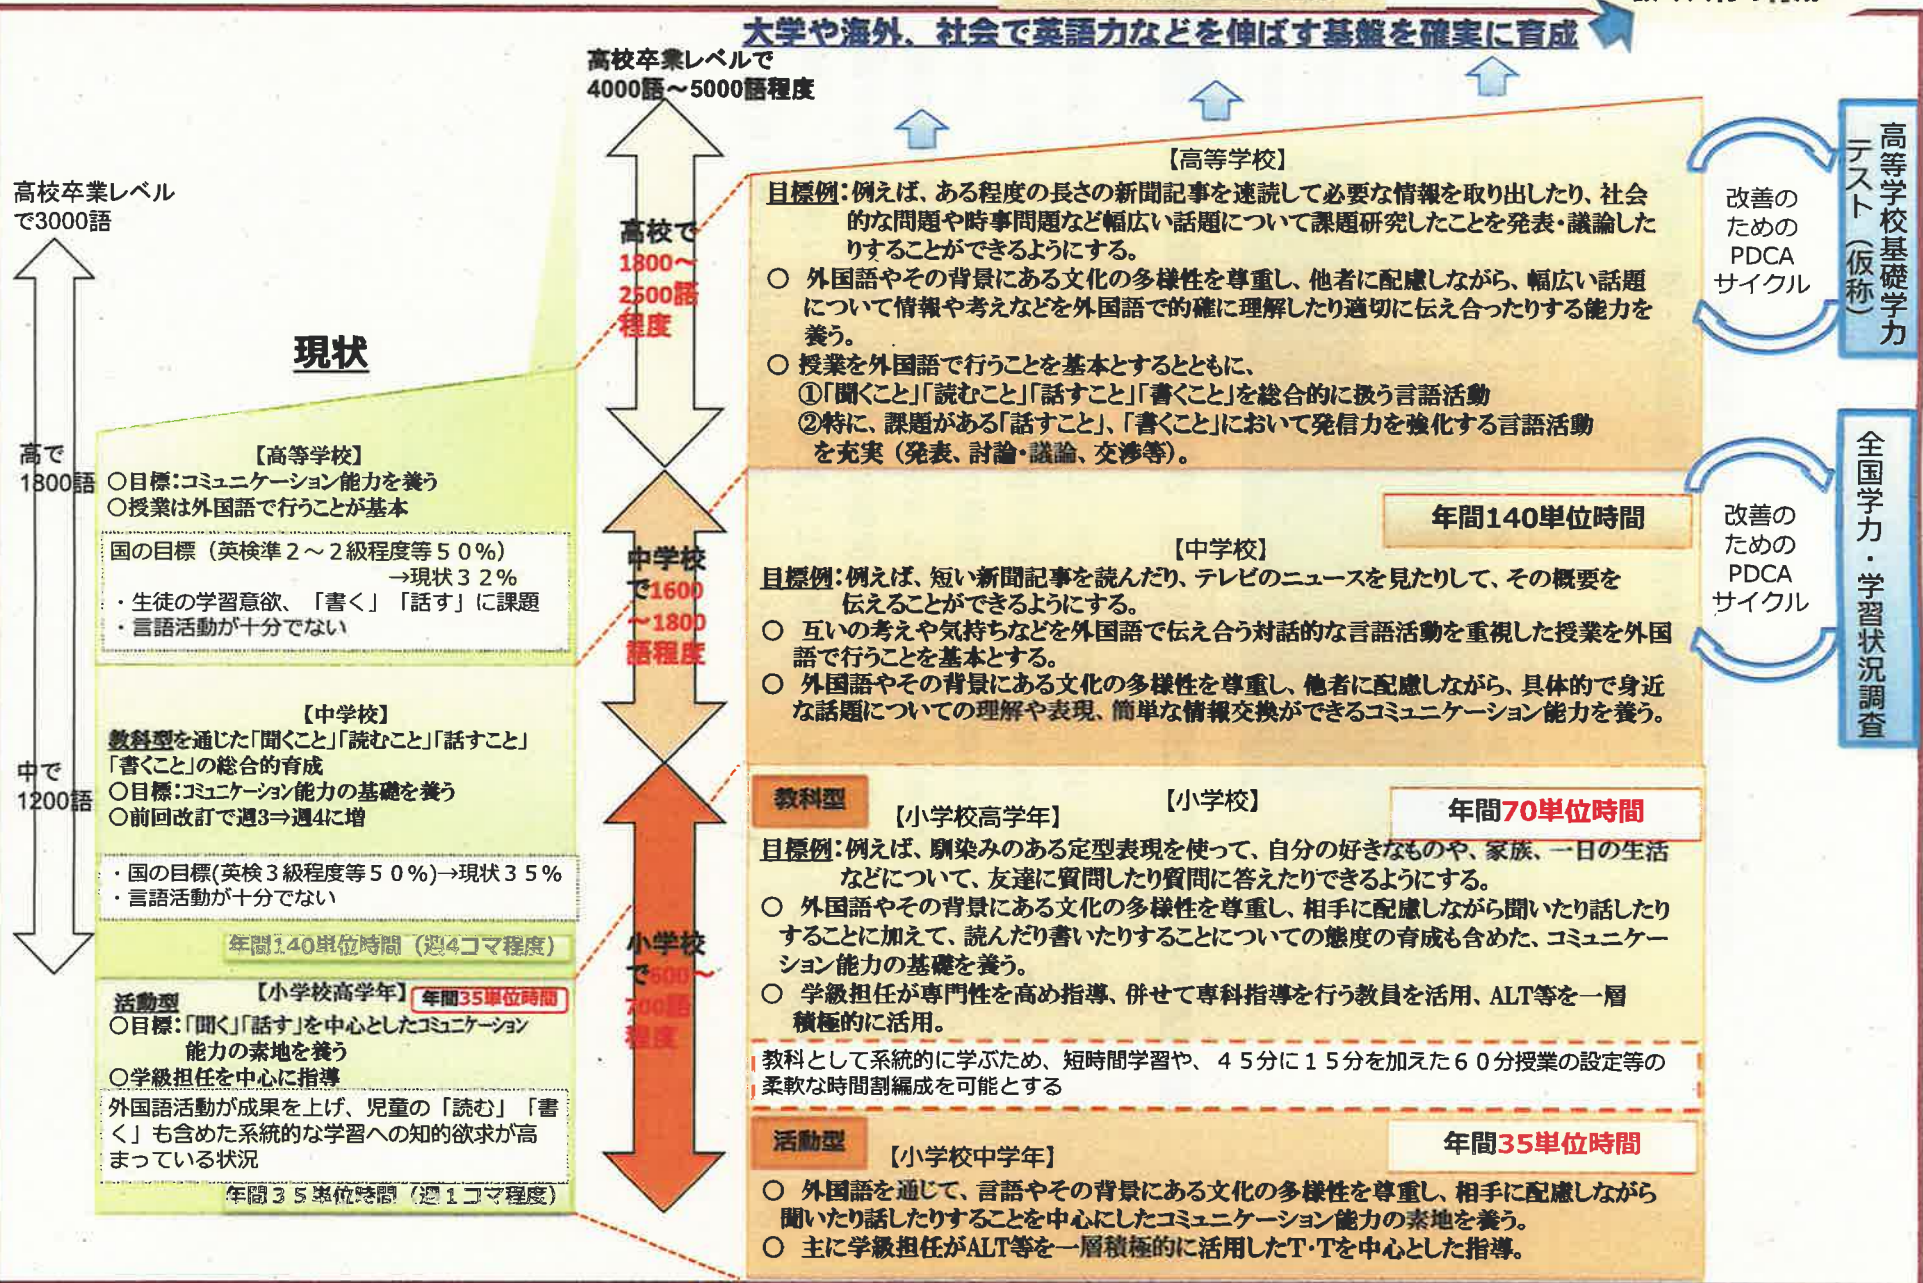 大学や海外、社会で英語力などを伸ばす基盤を確実に育成
高校卒業レベルで
4000語～5000語程度
高校卒業レベル
で3000語
高で
1800語
中で
1200語
現状
【高等学校】
○目標:コミュニケーション能力を養う
○授業は外国語で行うことが基本
国の目標（英検準２～２級程度等５０%）
→現状３２%
・生徒の学習意欲、「書く」「話す」に課題
・言語活動が十分でない
【中学校】
教科型を通じた「聞くこと」「読むこと」「話すこと」
「書くこと」の総合的育成
○目標:コミュニケーション能力の基礎を養う
○前回改訂で週3⇒週4に増
・国の目標(英検３級程度等５０%)→現状３５%
・言語活動が十分でない
年間140単位時間（週4コマ程度）
活動型 【小学校高学年】 年間35単位時間
○目標:「聞く」「話す」を中心としたコミュニケーション
能力の素地を養う
○学級担任を中心に指導
外国語活動が成果を上げ、児童の「読む」「書
く」も含めた系統的な学習への知的欲求が高
まっている状況
年間３５単位時間（週１コマ程度）
高校で
1800～
2500語
程度
中学校
で1600
～1800
語程度
小学校
で600～
700語
程度
【高等学校】
目標例:例えば、ある程度の長さの新聞記事を速読して必要な情報を取り出したり、社会
的な問題や時事問題など幅広い話題について課題研究したことを発表・議論した
りすることができるようにする。
○ 外国語やその背景にある文化の多様性を尊重し、他者に配慮しながら、幅広い話題
について情報や考えなどを外国語で的確に理解したり適切に伝え合ったりする能力を
養う。
○ 授業を外国語で行うことを基本とするとともに、
①「聞くこと」「読むこと」「話すこと」「書くこと」を総合的に扱う言語活動
②特に、課題がある「話すこと」、「書くこと」において発信力を強化する言語活動
を充実（発表、討論・議論、交渉等）。
年間140単位時間
【中学校】
目標例:例えば、短い新聞記事を読んだり、テレビのニュースを見たりして、その概要を
伝えることができるようにする。
○ 互いの考えや気持ちなどを外国語で伝え合う対話的な言語活動を重視した授業を外国
語で行うことを基本とする。
○ 外国語やその背景にある文化の多様性を尊重し、他者に配慮しながら、具体的で身近
な話題についての理解や表現、簡単な情報交換ができるコミュニケーション能力を養う。
教科型 【小学校】 年間70単位時間
【小学校高学年】
目標例:例えば、馴染みのある定型表現を使って、自分の好きなものや、家族、一日の生活
などについて、友達に質問したり質問に答えたりできるようにする。
○ 外国語やその背景にある文化の多様性を尊重し、相手に配慮しながら聞いたり話したり
することに加えて、読んだり書いたりすることについての態度の育成も含めた、コミュニケー
ション能力の基礎を養う。
○ 学級担任が専門性を高め指導、併せて専科指導を行う教員を活用、ALT等を一層
積極的に活用。
教科として系統的に学ぶため、短時間学習や、４５分に１５分を加えた６０分授業の設定等の
柔軟な時間割編成を可能とする
活動型 年間35単位時間
【小学校中学年】
○ 外国語を通じて、言語やその背景にある文化の多様性を尊重し、相手に配慮しながら
聞いたり話したりすることを中心にしたコミュニケーション能力の素地を養う。
○ 主に学級担任がALT等を一層積極的に活用したT・Tを中心とした指導。
改善の
ための
PDCA
サイクル
高等学校基礎学力
テスト（仮称）
改善の
ための
PDCA
サイクル
全国学力・学習状況調査